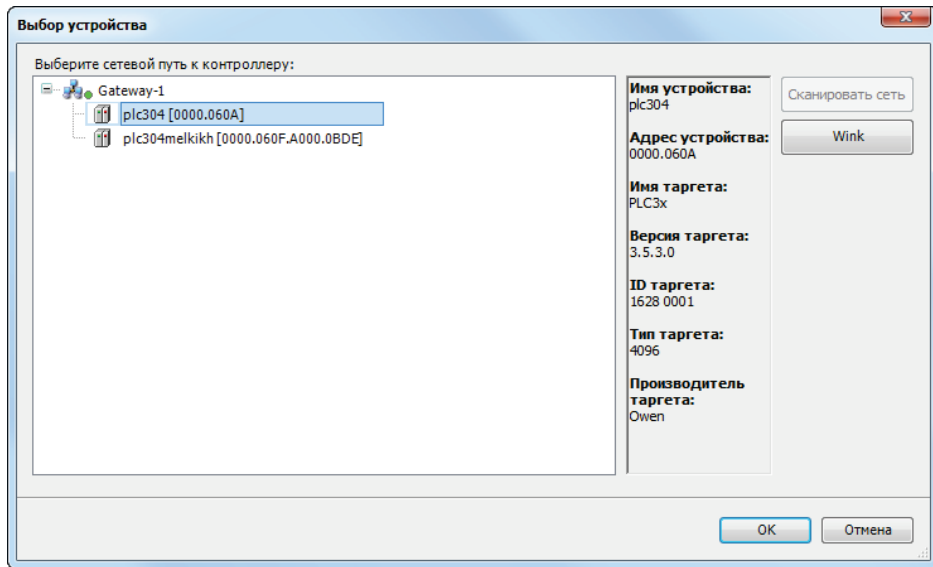 Выбор устройства
Выберите сетевой путь к контроллеру:
Gateway-1
plc304 [0000.060A]
plc304melkikh [0000.060F.A000.0BDE]
Имя устройства:
plc304
Адрес устройства:
0000.060A
Имя таргета:
PLC3x
Версия таргета:
3.5.3.0
ID таргета:
1628 0001
Тип таргета:
4096
Производитель
таргета:
Owen
Сканировать сеть
Wink
OK
Отмена